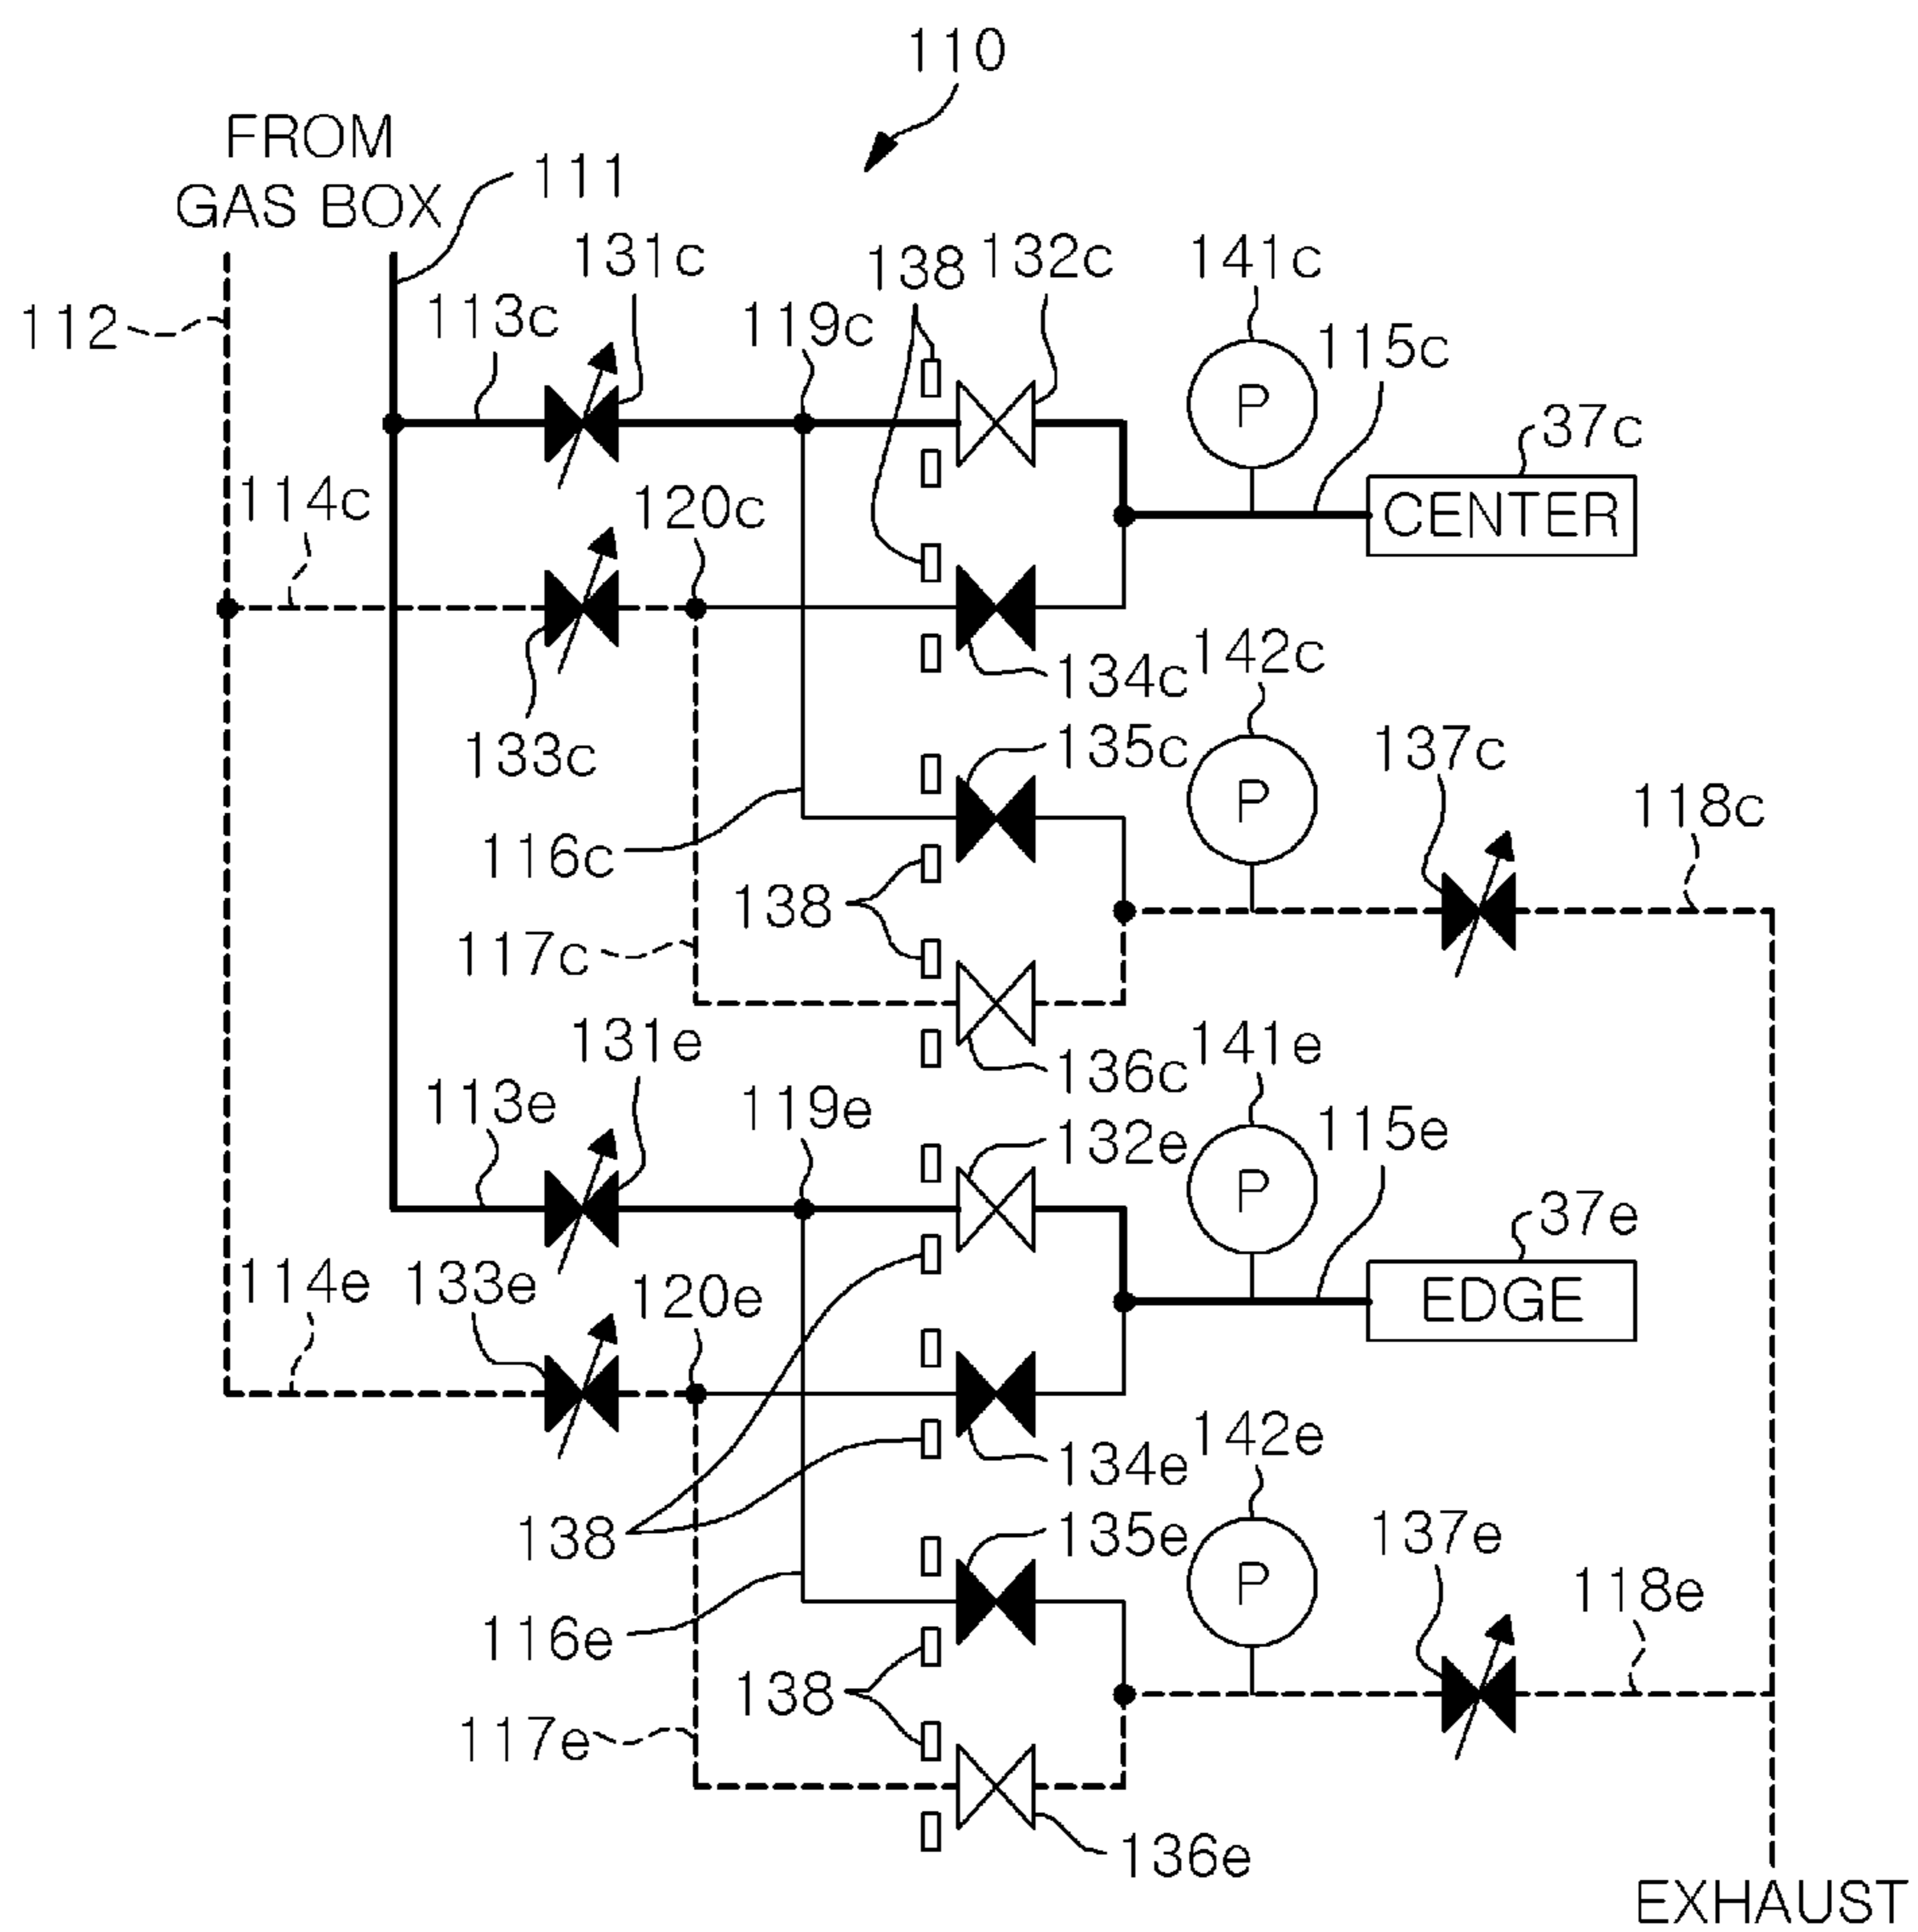 110
FROM
GAS BOX
111
131c
138
132c
141c
112
113c
119c
115c
37c
P
CENTER
114c
120c
133c
134c
142c
135c
137c
P
118c
116c
138
117c
131e
136c
141e
113e
119e
132e
115e
P
37e
114e
133e
120e
EDGE
134e
142e
138
135e
137e
P
118e
116e
138
117e
136e
EXHAUST